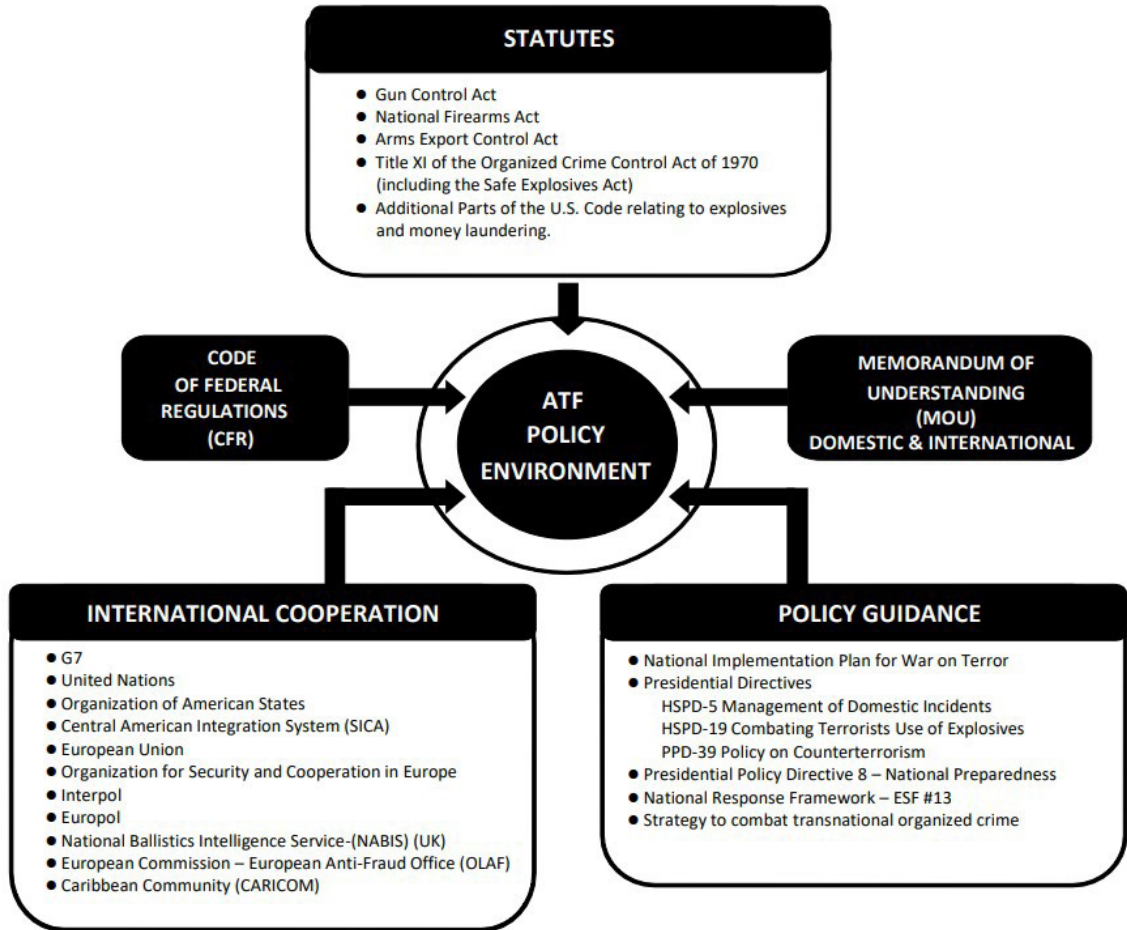 STATUTES
● Gun Control Act
● National Firearms Act
● Arms Export Control Act
● Title XI of the Organized Crime Control Act of 1970
(including the Safe Explosives Act)
● Additional Parts of the U.S. Code relating to explosives
and money laundering.
CODE
OF FEDERAL
REGULATIONS
(CFR)
ATF
POLICY
ENVIRONMENT
MEMORANDUM OF
UNDERSTANDING
(MOU)
DOMESTIC & INTERNATIONAL
INTERNATIONAL COOPERATION
● G7
● United Nations
● Organization of American States
● Central American Integration System (SICA)
● European Union
● Organization for Security and Cooperation in Europe
● Interpol
● Europol
● National Ballistics Intelligence Service-(NABIS) (UK)
● European Commission – European Anti-Fraud Office (OLAF)
● Caribbean Community (CARICOM)
POLICY GUIDANCE
● National Implementation Plan for War on Terror
● Presidential Directives
HSPD-5 Management of Domestic Incidents
HSPD-19 Combating Terrorists Use of Explosives
PPD-39 Policy on Counterterrorism
● Presidential Policy Directive 8 – National Preparedness
● National Response Framework – ESF #13
● Strategy to combat transnational organized crime